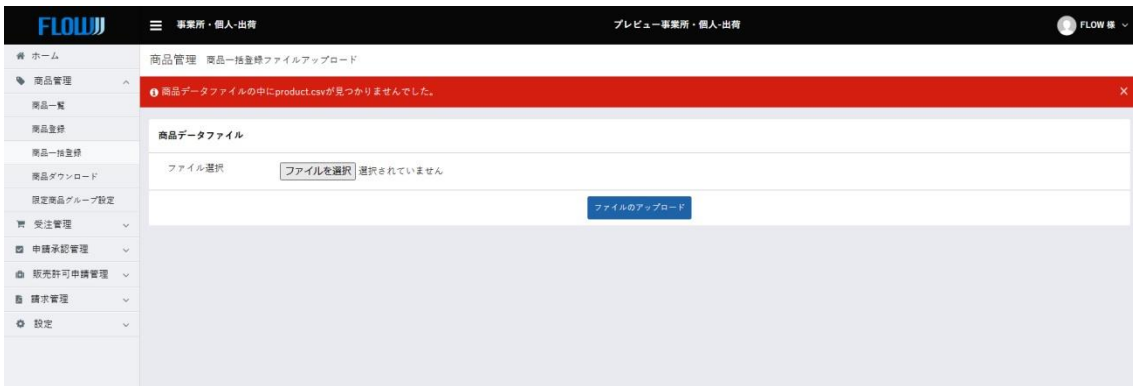 FLOW
事業所・個人-出荷
プレビュー事業所・個人-出荷
FLOW 様
ホーム
商品管理
商品一覧
商品登録
商品一括登録
商品ダウンロード
限定商品グループ設定
受注管理
申請承認管理
販売許可申請管理
請求管理
設定
商品管理 商品一括登録ファイルアップロード
商品データファイルの中にproduct.csvが見つかりませんでした。
商品データファイル
ファイル選択
ファイルを選択 選択されていません
ファイルのアップロード